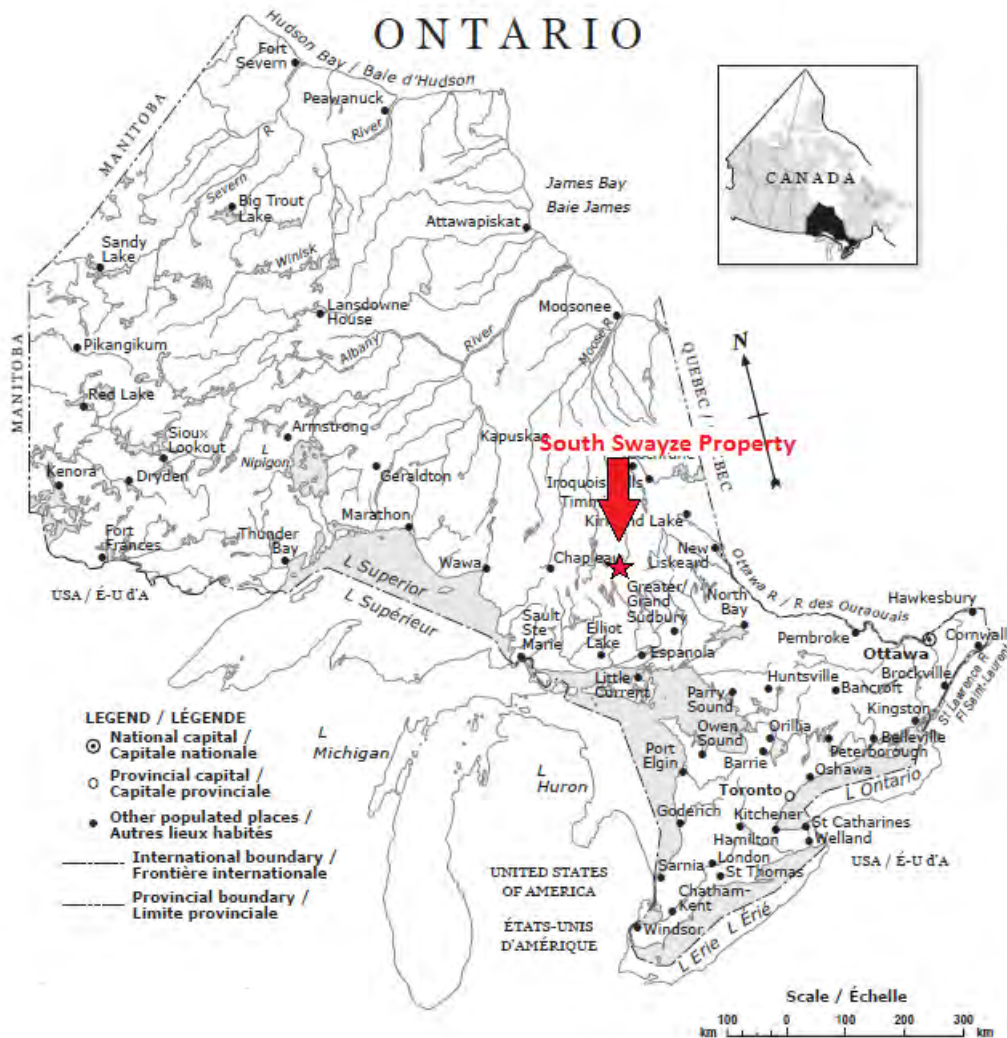 ONTARIO
Hudson Bay / Baie d'Hudson
Fort
Severn
Peawanuck
River
MANITOBA
R
Severn
Big Trout
Lake
James Bay
Baie James
CANADA
Attawapiskat
Sandy
Lake
Winisk
Lansdowne
House
Moosonee
River
Albany
Moose R
Pikangikum
N
QUEBEC /
MANITOBA
Red Lake
Sioux
Lookout
Armstrong
L
Nipigon
Kapuskas
South Swayze Property
Kenora
Dryden
Geraldton
Iroquois
Marathon
Lake
Fort
Frances
Thunder
Bay
Wawa
Chapleau
New
Liskeard
Ottawa R / R des Outaouais
USA / É-U d'A
L Superior
L Supérieur
Greater/
Grand
Sudbury
North
Bay
Hawkesbury
Sault
Ste
Marie
Elliot
Lake
Espanola
Pembroke
Ottawa
Cornwall
Little
Current
Huntsville
Brockville
St Lawrence R
Fl Saint-Laurent
Parry
Sound
Bancroft
Kingston
LEGEND / LÉGENDE
National capital /
Capitale nationale
Provincial capital /
Capitale provinciale
Other populated places /
Autres lieux habités
International boundary /
Frontière internationale
Provincial boundary /
Limite provinciale
L
Michigan
L
Huron
Owen
Sound
Orillia
Belleville
Port
Elgin
Barrie
Peterborough
Oshawa
Toronto
L Ontario
Goderich
Kitchener
St Catharines
Hamilton
Welland
USA / É-U d'A
Sarnia
London
St Thomas
UNITED STATES
OF AMERICA
Chatham-
Kent
ÉTATS-UNIS
D'AMÉRIQUE
Windsor
L Erie L Érié
Scale / Échelle
100 0 100 200 300
km km